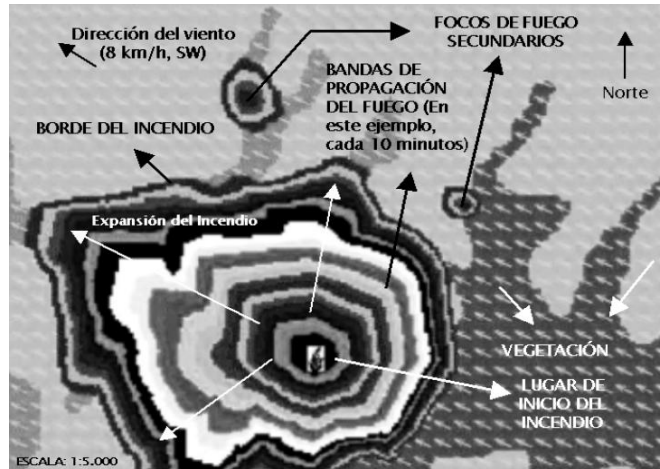 Dirección del viento
(8 km/h, SW)
FOCOS DE FUEGO
SECUNDARIOS
Norte
BANDAS DE
PROPAGACIÓN
DEL FUEGO (En
este ejemplo,
cada 10 minutos)
BORDE DEL INCENDIO
Expansión del Incendio
VEGETACIÓN
LUGAR DE
INICIO DEL
INCENDIO
ESCALA: 1:5.000